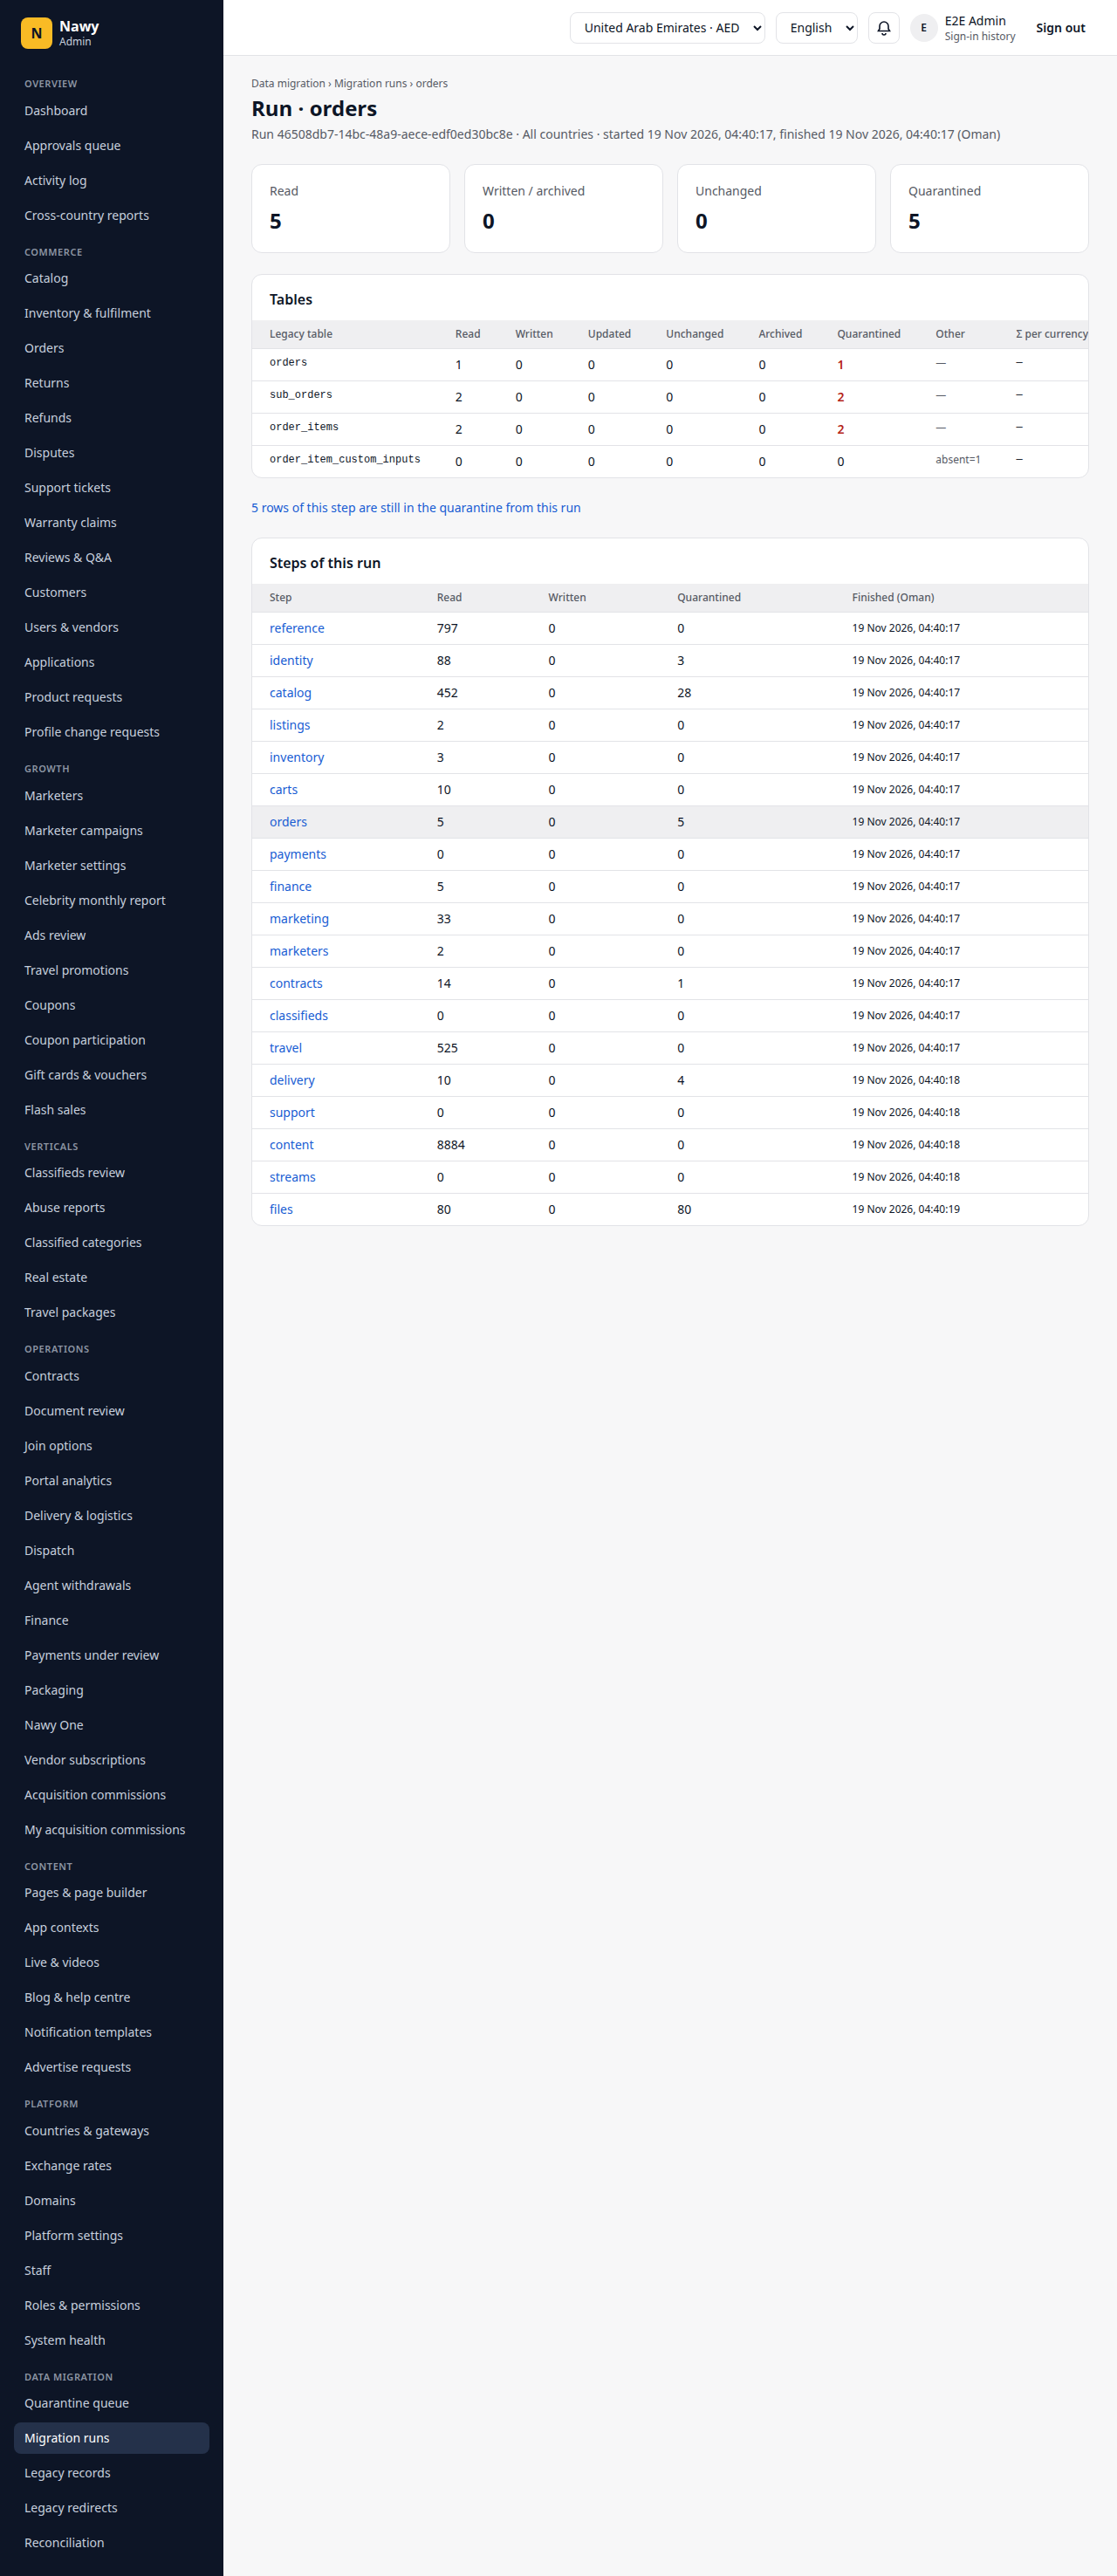 N
Nawy
Admin
OVERVIEW
Dashboard
Approvals queue
Activity log
Cross-country reports
COMMERCE
Catalog
Inventory & fulfilment
Orders
Returns
Refunds
Disputes
Support tickets
Warranty claims
Reviews & Q&A
Customers
Users & vendors
Applications
Product requests
Profile change requests
GROWTH
Marketers
Marketer campaigns
Marketer settings
Celebrity monthly report
Ads review
Travel promotions
Coupons
Coupon participation
Gift cards & vouchers
Flash sales
VERTICALS
Classifieds review
Abuse reports
Classified categories
Real estate
Travel packages
OPERATIONS
Contracts
Document review
Join options
Portal analytics
Delivery & logistics
Dispatch
Agent withdrawals
Finance
Payments under review
Packaging
Nawy One
Vendor subscriptions
Acquisition commissions
My acquisition commissions
CONTENT
Pages & page builder
App contexts
Live & videos
Blog & help centre
Notification templates
Advertise requests
PLATFORM
Countries & gateways
Exchange rates
Domains
Platform settings
Staff
Roles & permissions
System health
DATA MIGRATION
Quarantine queue
Migration runs
Legacy records
Legacy redirects
Reconciliation
United Arab Emirates · AED
English
E
E2E Admin
Sign-in history
Sign out
Data migration › Migration runs › orders
Run · orders
Run 46508db7-14bc-48a9-aece-edf0ed30bc8e · All countries · started 19 Nov 2026, 04:40:17, finished 19 Nov 2026, 04:40:17 (Oman)
Read
5
Written / archived
0
Unchanged
0
Quarantined
5
Tables
Legacy table Read Written Updated Unchanged Archived Quarantined Other Σ per currency
orders 1 0 0 0 0 1 — —
sub_orders 2 0 0 0 0 2 — —
order_items 2 0 0 0 0 2 — —
order_item_custom_inputs 0 0 0 0 0 0 absent=1 —
5 rows of this step are still in the quarantine from this run
Steps of this run
Step Read Written Quarantined Finished (Oman)
reference 797 0 0 19 Nov 2026, 04:40:17
identity 88 0 3 19 Nov 2026, 04:40:17
catalog 452 0 28 19 Nov 2026, 04:40:17
listings 2 0 0 19 Nov 2026, 04:40:17
inventory 3 0 0 19 Nov 2026, 04:40:17
carts 10 0 0 19 Nov 2026, 04:40:17
orders 5 0 5 19 Nov 2026, 04:40:17
payments 0 0 0 19 Nov 2026, 04:40:17
finance 5 0 0 19 Nov 2026, 04:40:17
marketing 33 0 0 19 Nov 2026, 04:40:17
marketers 2 0 0 19 Nov 2026, 04:40:17
contracts 14 0 1 19 Nov 2026, 04:40:17
classifieds 0 0 0 19 Nov 2026, 04:40:17
travel 525 0 0 19 Nov 2026, 04:40:17
delivery 10 0 4 19 Nov 2026, 04:40:18
support 0 0 0 19 Nov 2026, 04:40:18
content 8884 0 0 19 Nov 2026, 04:40:18
streams 0 0 0 19 Nov 2026, 04:40:18
files 80 0 80 19 Nov 2026, 04:40:19